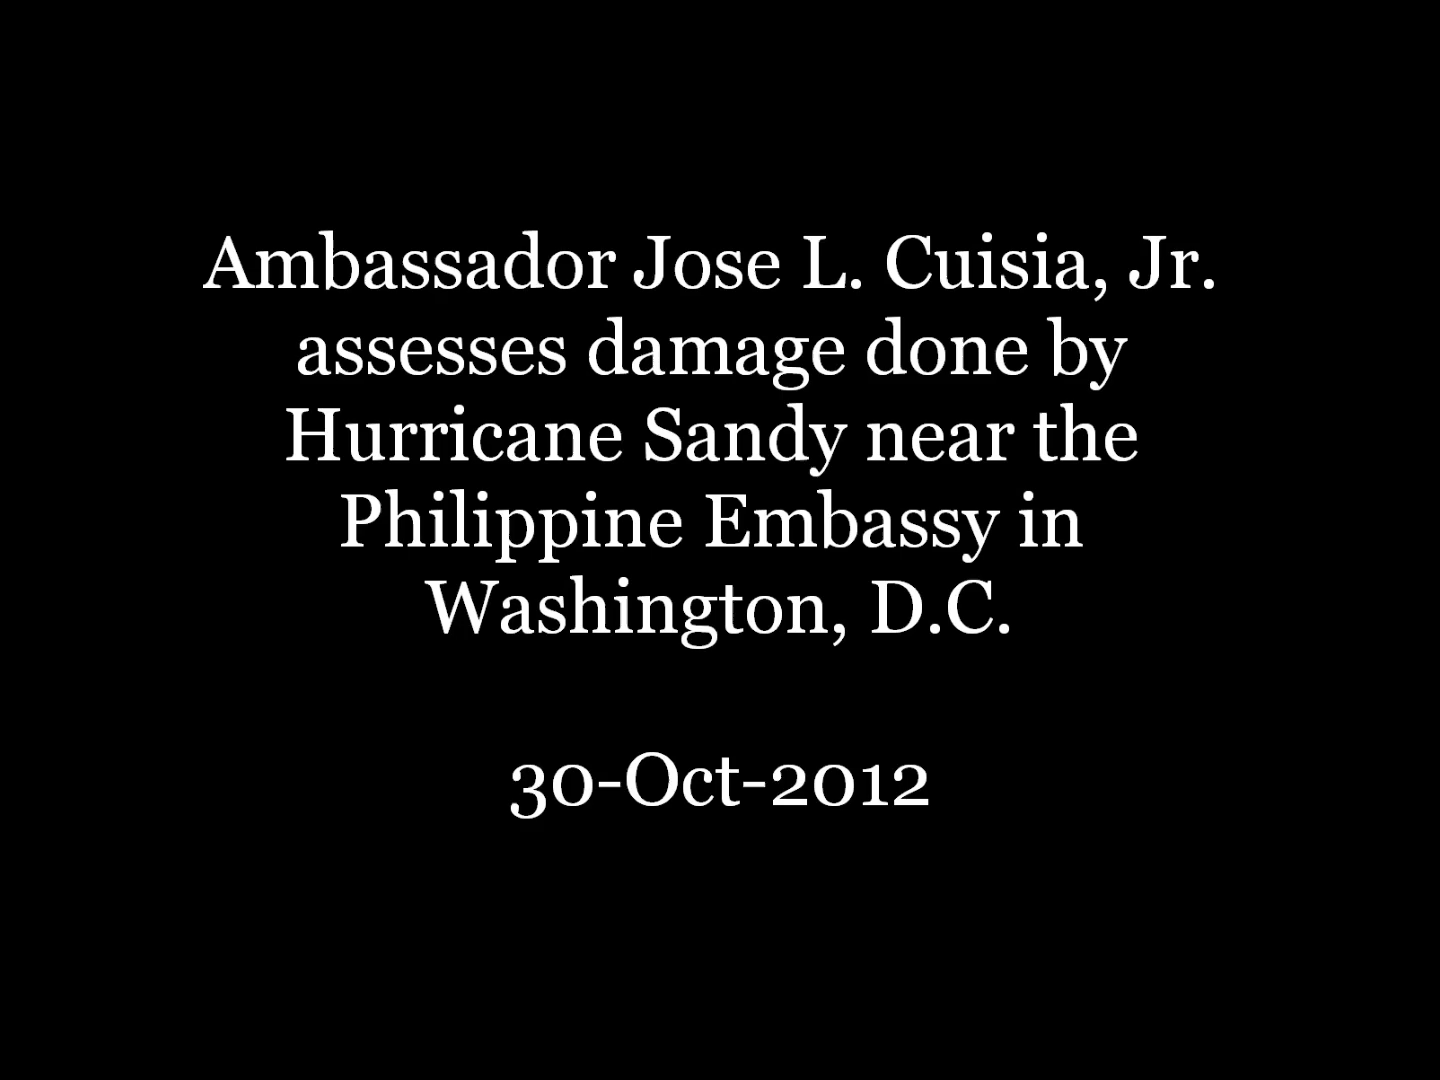 Ambassador Jose L. Cuisia, Jr.
assesses damage done by
Hurricane Sandy near the
Philippine Embassy in
Washington, D.C.
30-Oct-2012